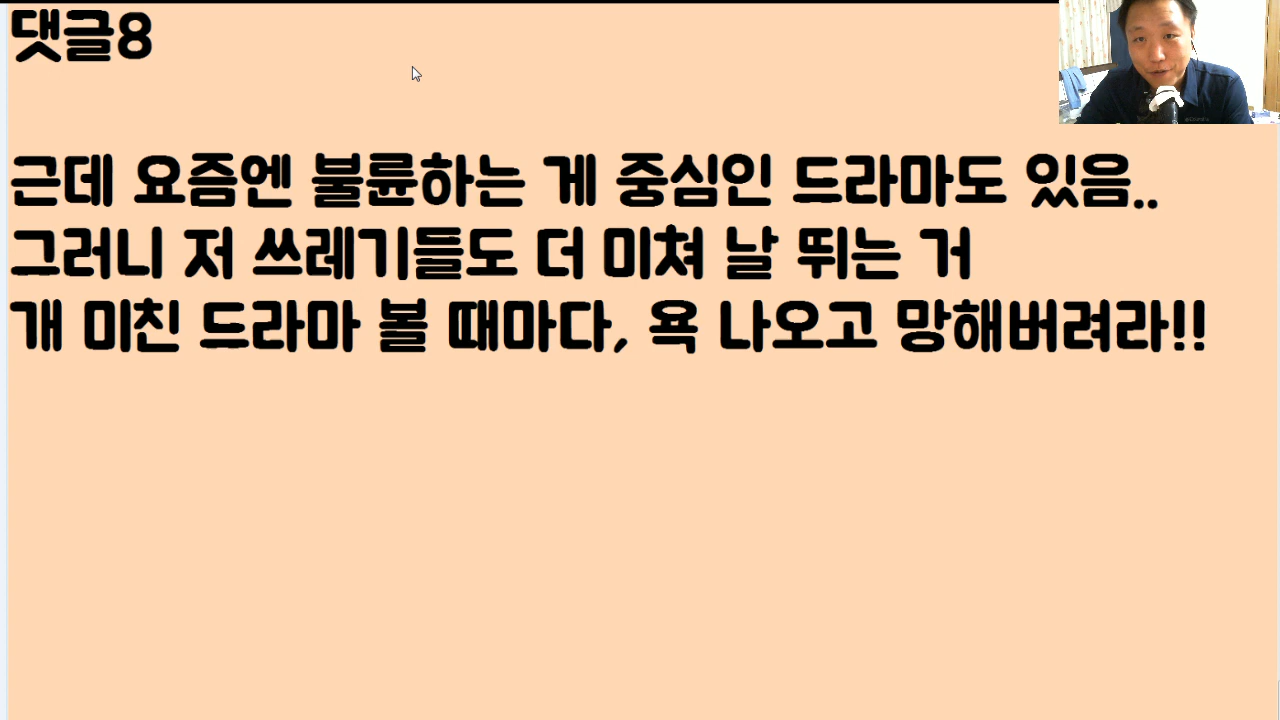 댓글8
근데 요즘엔 불륜하는 게 중심인 드라마도 있음..
그러니 저 쓰레기들도 더 미쳐 날 뛰는 거
개 미친 드라마 볼 때마다, 욕 나오고 망해버려라!!